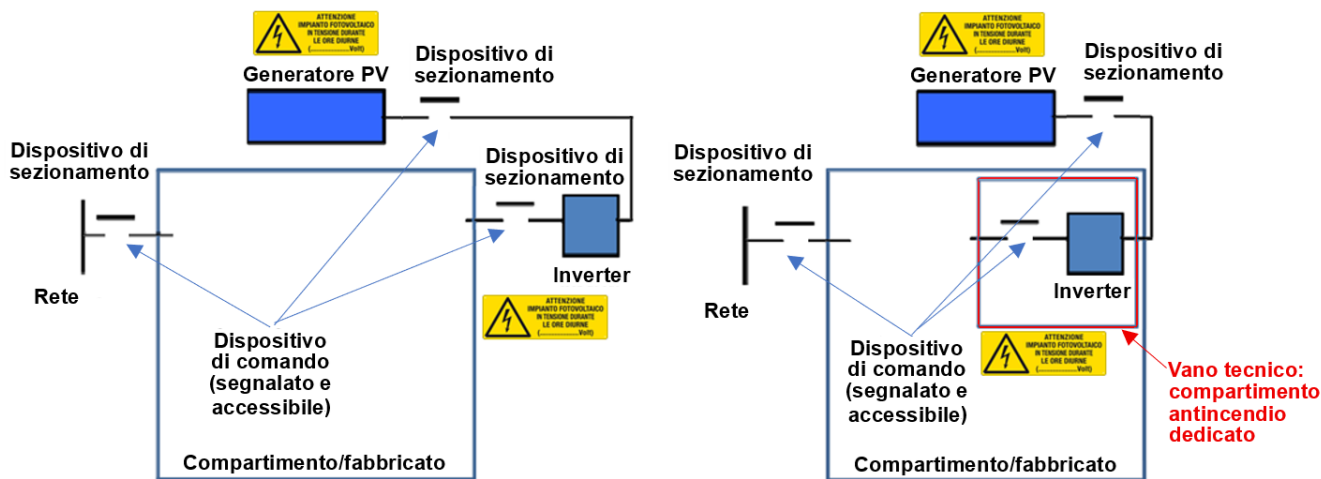 ATTENZIONE
IMPIANTO FOTOVOLTAICO
IN TENSIONE DURANTE
LE ORE DIURNE
(................Volt)
Generatore PV
Dispositivo di
sezionamento
Dispositivo di
sezionamento
Dispositivo di
sezionamento
Rete
Inverter
ATTENZIONE
IMPIANTO FOTOVOLTAICO
IN TENSIONE DURANTE
LE ORE DIURNE
(................Volt)
Dispositivo
di comando
(segnalato e
accessibile)
Compartimento/fabbricato
ATTENZIONE
IMPIANTO FOTOVOLTAICO
IN TENSIONE DURANTE
LE ORE DIURNE
(................Volt)
Generatore PV
Dispositivo di
sezionamento
Dispositivo di
sezionamento
Rete
Inverter
ATTENZIONE
IMPIANTO FOTOVOLTAICO
IN TENSIONE DURANTE
LE ORE DIURNE
(................Volt)
Dispositivo
di comando
(segnalato e
accessibile)
Vano tecnico:
compartimento
antincendio
dedicato
Compartimento/fabbricato